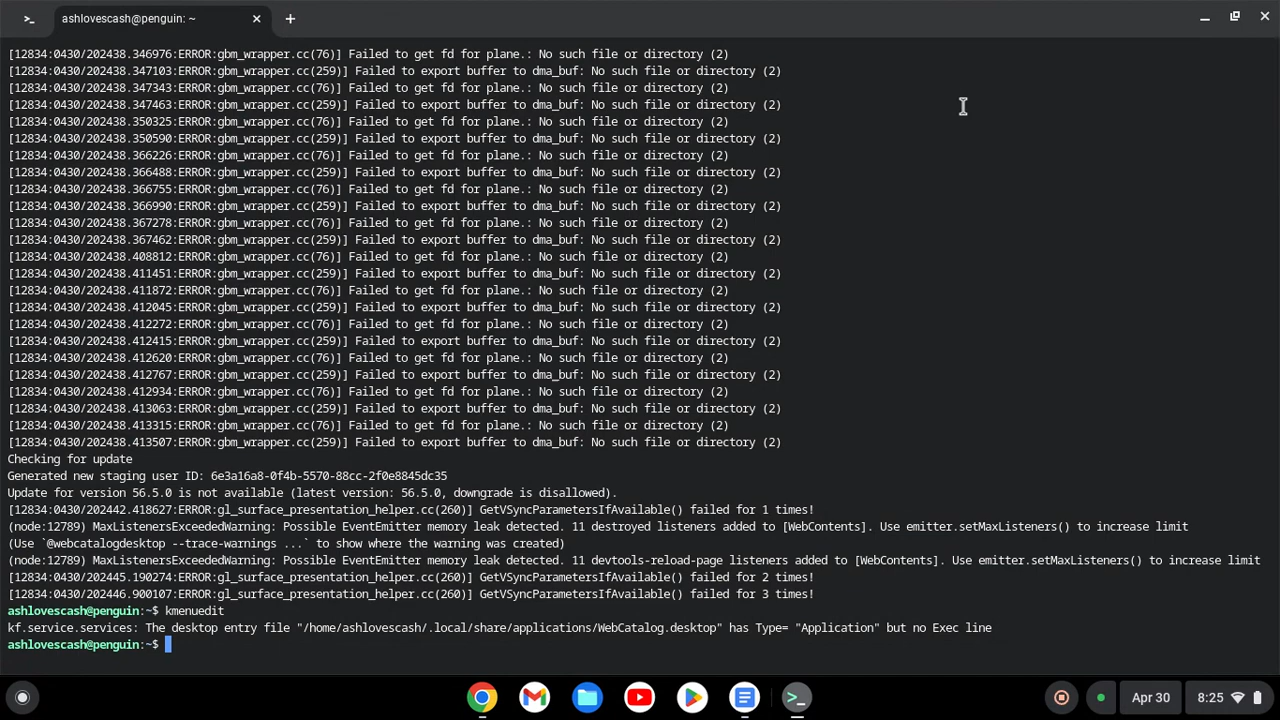 ashlovescash@penguin: ~
[12834:0430/202438.346976:ERROR:gbm_wrapper.cc(76)] Failed to get fd for plane.: No such file or directory (2)
[12834:0430/202438.347103:ERROR:gbm_wrapper.cc(259)] Failed to export buffer to dma_buf: No such file or directory (2)
[12834:0430/202438.347343:ERROR:gbm_wrapper.cc(76)] Failed to get fd for plane.: No such file or directory (2)
[12834:0430/202438.347463:ERROR:gbm_wrapper.cc(259)] Failed to export buffer to dma_buf: No such file or directory (2)
[12834:0430/202438.350325:ERROR:gbm_wrapper.cc(76)] Failed to get fd for plane.: No such file or directory (2)
[12834:0430/202438.350590:ERROR:gbm_wrapper.cc(259)] Failed to export buffer to dma_buf: No such file or directory (2)
[12834:0430/202438.366226:ERROR:gbm_wrapper.cc(76)] Failed to get fd for plane.: No such file or directory (2)
[12834:0430/202438.366488:ERROR:gbm_wrapper.cc(259)] Failed to export buffer to dma_buf: No such file or directory (2)
[12834:0430/202438.366755:ERROR:gbm_wrapper.cc(76)] Failed to get fd for plane.: No such file or directory (2)
[12834:0430/202438.366990:ERROR:gbm_wrapper.cc(259)] Failed to export buffer to dma_buf: No such file or directory (2)
[12834:0430/202438.367278:ERROR:gbm_wrapper.cc(76)] Failed to get fd for plane.: No such file or directory (2)
[12834:0430/202438.367462:ERROR:gbm_wrapper.cc(259)] Failed to export buffer to dma_buf: No such file or directory (2)
[12834:0430/202438.408812:ERROR:gbm_wrapper.cc(76)] Failed to get fd for plane.: No such file or directory (2)
[12834:0430/202438.411451:ERROR:gbm_wrapper.cc(259)] Failed to export buffer to dma_buf: No such file or directory (2)
[12834:0430/202438.411872:ERROR:gbm_wrapper.cc(76)] Failed to get fd for plane.: No such file or directory (2)
[12834:0430/202438.412045:ERROR:gbm_wrapper.cc(259)] Failed to export buffer to dma_buf: No such file or directory (2)
[12834:0430/202438.412272:ERROR:gbm_wrapper.cc(76)] Failed to get fd for plane.: No such file or directory (2)
[12834:0430/202438.412415:ERROR:gbm_wrapper.cc(259)] Failed to export buffer to dma_buf: No such file or directory (2)
[12834:0430/202438.412620:ERROR:gbm_wrapper.cc(76)] Failed to get fd for plane.: No such file or directory (2)
[12834:0430/202438.412767:ERROR:gbm_wrapper.cc(259)] Failed to export buffer to dma_buf: No such file or directory (2)
[12834:0430/202438.412934:ERROR:gbm_wrapper.cc(76)] Failed to get fd for plane.: No such file or directory (2)
[12834:0430/202438.413063:ERROR:gbm_wrapper.cc(259)] Failed to export buffer to dma_buf: No such file or directory (2)
[12834:0430/202438.413315:ERROR:gbm_wrapper.cc(76)] Failed to get fd for plane.: No such file or directory (2)
[12834:0430/202438.413507:ERROR:gbm_wrapper.cc(259)] Failed to export buffer to dma_buf: No such file or directory (2)
Checking for update
Generated new staging user ID: 6e3a16a8-0f4b-5570-88cc-2f0e8845dc35
Update for version 56.5.0 is not available (latest version: 56.5.0, downgrade is disallowed).
[12834:0430/202442.418627:ERROR:gl_surface_presentation_helper.cc(260)] GetVSyncParametersIfAvailable() failed for 1 times!
(node:12789) MaxListenersExceededWarning: Possible EventEmitter memory leak detected. 11 destroyed listeners added to [WebContents]. Use emitter.setMaxListeners() to increase limit
(Use `@webcatalogdesktop --trace-warnings ...` to show where the warning was created)
(node:12789) MaxListenersExceededWarning: Possible EventEmitter memory leak detected. 11 devtools-reload-page listeners added to [WebContents]. Use emitter.setMaxListeners() to increase limit
[12834:0430/202445.190274:ERROR:gl_surface_presentation_helper.cc(260)] GetVSyncParametersIfAvailable() failed for 2 times!
[12834:0430/202446.900107:ERROR:gl_surface_presentation_helper.cc(260)] GetVSyncParametersIfAvailable() failed for 3 times!
ashlovescash@penguin:~$ kmenuedit
kf.service.services: The desktop entry file "/home/ashlovescash/.local/share/applications/WebCatalog.desktop" has Type= "Application" but no Exec line
ashlovescash@penguin:~$
Apr 30 8:25